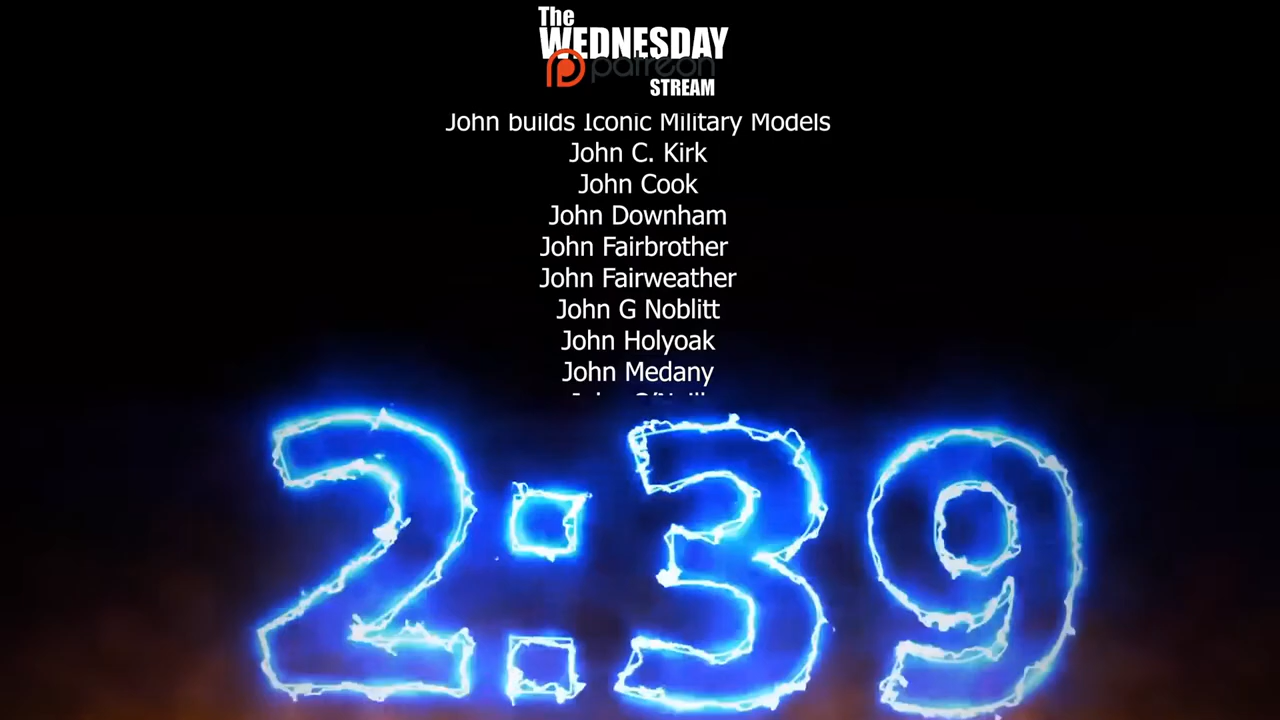 The
WEDNESDAY
patreon
STREAM
John builds Iconic Military Models
John C. Kirk
John Cook
John Downham
John Fairbrother
John Fairweather
John G Noblitt
John Holyoak
John Medany
2:39